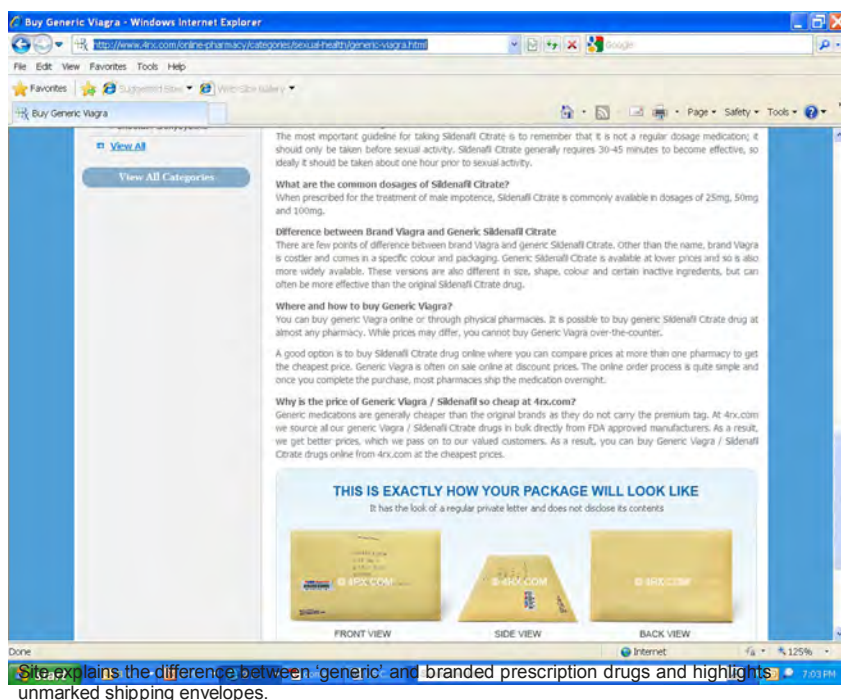 Buy Generic Viagra - Windows Internet Explorer
http://www.4rx.com/online-pharmacy/categories/sexual-health/generic-viagra.html
Google
File Edit View Favorites Tools Help
Favorites Suggested Sites Web Slice Gallery
Buy Generic Viagra
Page Safety Tools
View All
View All Categories
The most important guideline for taking Sildenafil Citrate is to remember that it is not a regular dosage medication; it
should only be taken before sexual activity. Sildenafil Citrate generally requires 30-45 minutes to become effective, so
ideally it should be taken about one hour prior to sexual activity.
What are the common dosages of Sildenafil Citrate?
When prescribed for the treatment of male impotence, Sildenafil Citrate is commonly available in dosages of 25mg, 50mg
and 100mg.
Difference between Brand Viagra and Generic Sildenafil Citrate
There are few points of difference between brand Viagra and generic Sildenafil Citrate. Other than the name, brand Viagra
is costlier and comes in a specific colour and packaging. Generic Sildenafil Citrate is available at lower prices and so is also
more widely available. These versions are also different in size, shape, colour and certain inactive ingredients, but can
often be more effective than the original Sildenafil Citrate drug.
Where and how to buy Generic Viagra?
You can buy generic Viagra online or through physical pharmacies. It is possible to buy generic Sildenafil Citrate drug at
almost any pharmacy. While prices may differ, you cannot buy Generic Viagra over-the-counter.
A good option is to buy Sildenafil Citrate drug online where you can compare prices at more than one pharmacy to get
the cheapest price. Generic Viagra is often on sale online at discount prices. The online order process is quite simple and
once you complete the purchase, most pharmacies ship the medication overnight.
Why is the price of Generic Viagra / Sildenafil so cheap at 4rx.com?
Generic medications are generally cheaper than the original brands as they do not carry the premium tag. At 4rx.com
we source all our generic Viagra / Sildenafil Citrate drugs in bulk directly from FDA approved manufacturers. As a result,
we get better prices, which we pass on to our valued customers. As a result, you can buy Generic Viagra / Sildenafil
Citrate drugs online from 4rx.com at the cheapest prices.
THIS IS EXACTLY HOW YOUR PACKAGE WILL LOOK LIKE
It has the look of a regular private letter and does not disclose its contents
© 4RX.COM © 4RX.COM © 4RX.COM
FRONT VIEW SIDE VIEW BACK VIEW
Done Internet 125%
7:03 PM
Site explains the difference between 'generic' and branded prescription drugs and highlights
unmarked shipping envelopes.